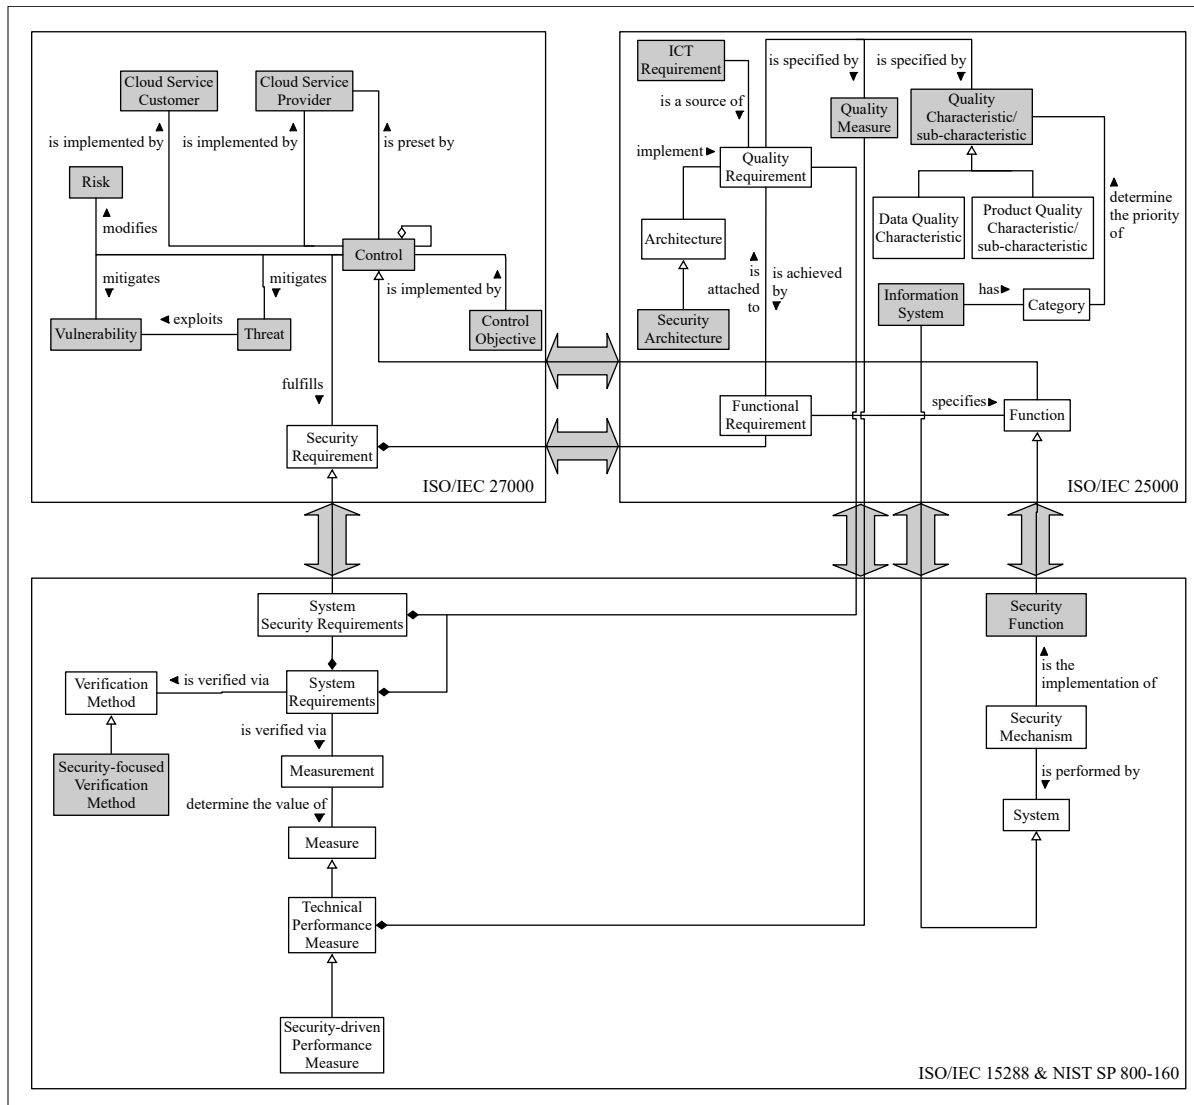 Cloud Service
Customer
Cloud Service
Provider
is implemented by
is implemented by
is preset by
Risk
modifies
Control
mitigates
mitigates
is implemented by
Vulnerability
exploits
Threat
Control
Objective
fulfills
Security
Requirement
ISO/IEC 27000
ICT
Requirement
is specified by
is specified by
is a source of
Quality
Measure
Quality
Characteristic/
sub-characteristic
implement
Quality
Requirement
determine
the priority
of
Data Quality
Characteristic
Product Quality
Characteristic/
sub-characteristic
Architecture
is
attached
to
is achieved
by
Information
System
has
Category
Security
Architecture
Functional
Requirement
specifies
Function
ISO/IEC 25000
System
Security Requirements
Security
Function
Verification
Method
is verified via
System
Requirements
is the
implementation of
is verified via
Security
Mechanism
Security-focused
Verification
Method
Measurement
is performed by
determine the value of
System
Measure
Technical
Performance
Measure
Security-driven
Performance
Measure
ISO/IEC 15288 & NIST SP 800-160